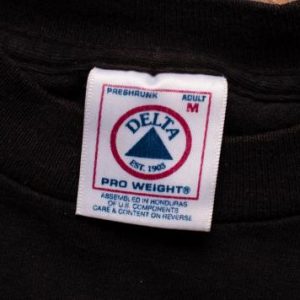 PRESHRUNK ADULT
M
DELTA
EST. 1903
PRO WEIGHT®
ASSEMBLED IN HONDURAS
OF U.S. COMPONENTS
CARE & CONTENT ON REVERSE